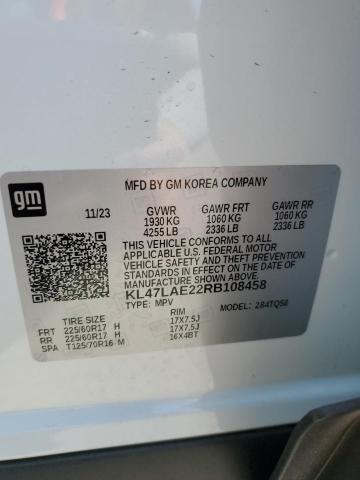 gm
MFD BY GM KOREA COMPANY
11/23 GVWR GAWR FRT GAWR RR
1930 KG 1060 KG 1060 KG
4255 LB 2336 LB 2336 LB
THIS VEHICLE CONFORMS TO ALL
APPLICABLE U.S. FEDERAL MOTOR
VEHICLE SAFETY AND THEFT PREVENTION
STANDARDS IN EFFECT ON THE DATE OF
MANUFACTURE SHOWN ABOVE.
KL47LAE22RB108458
TYPE: MPV MODEL: 284TQ56
TIRE SIZE RIM
FRT 225/60R17 H 17X7.5J
RR 225/60R17 H 17X7.5J
SPA T125/70R16 M 16X4BT